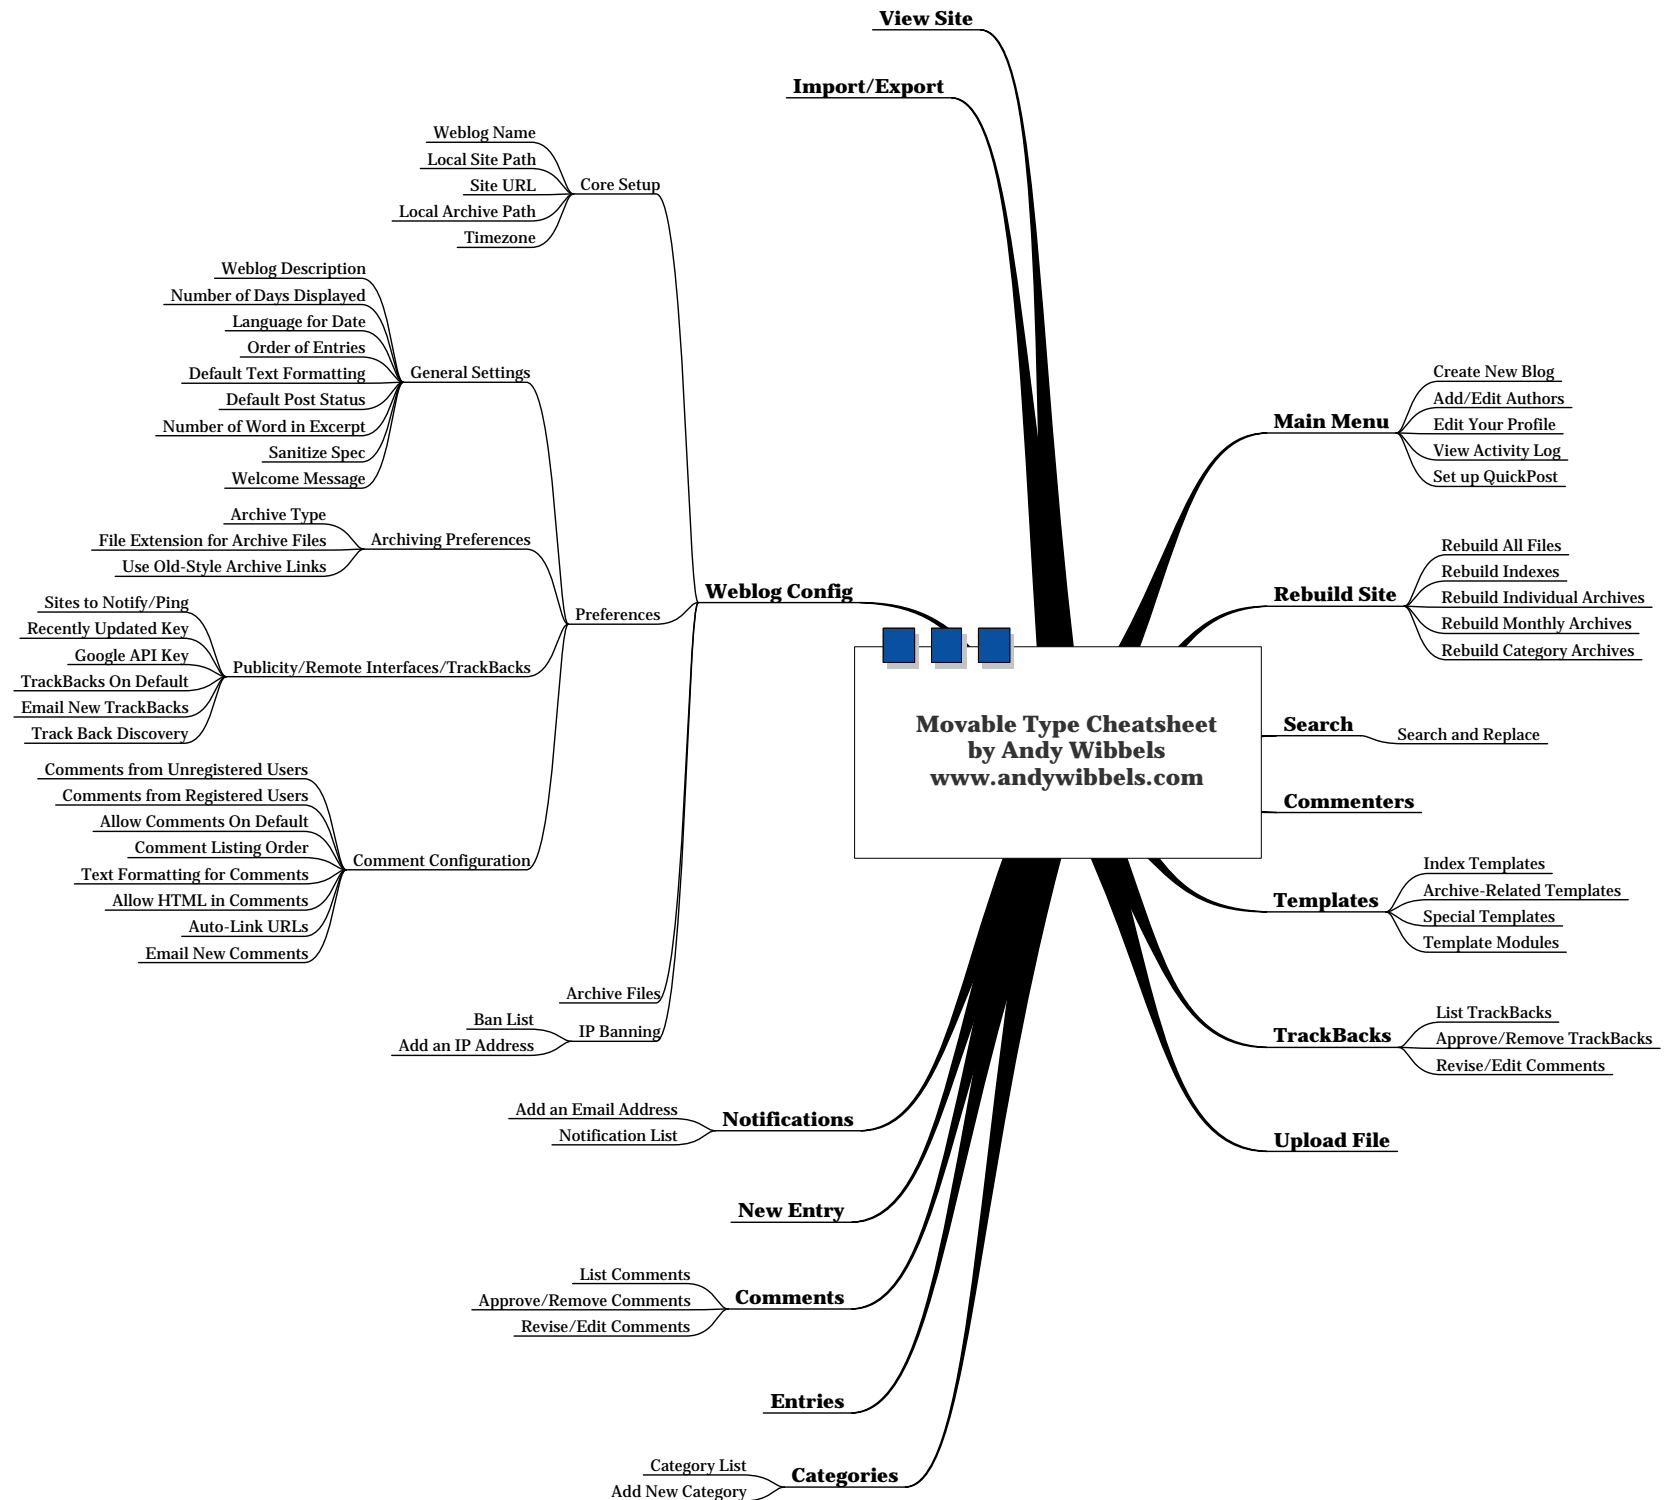 View Site
Import/Export
Weblog Name
Local Site Path
Site URL
Local Archive Path
Timezone
Core Setup
Weblog Description
Number of Days Displayed
Language for Date
Order of Entries
Default Text Formatting
Default Post Status
Number of Word in Excerpt
Sanitize Spec
Welcome Message
General Settings
Archive Type
File Extension for Archive Files
Use Old-Style Archive Links
Archiving Preferences
Sites to Notify/Ping
Recently Updated Key
Google API Key
TrackBacks On Default
Email New TrackBacks
Track Back Discovery
Publicity/Remote Interfaces/TrackBacks
Comments from Unregistered Users
Comments from Registered Users
Allow Comments On Default
Comment Listing Order
Text Formatting for Comments
Allow HTML in Comments
Auto-Link URLs
Email New Comments
Comment Configuration
Preferences
Archive Files
Ban List
Add an IP Address
IP Banning
Weblog Config
Movable Type Cheatsheet
by Andy Wibbels
www.andywibbels.com
Main Menu
Create New Blog
Add/Edit Authors
Edit Your Profile
View Activity Log
Set up QuickPost
Rebuild Site
Rebuild All Files
Rebuild Indexes
Rebuild Individual Archives
Rebuild Monthly Archives
Rebuild Category Archives
Search
Search and Replace
Commenters
Templates
Index Templates
Archive-Related Templates
Special Templates
Template Modules
TrackBacks
List TrackBacks
Approve/Remove TrackBacks
Revise/Edit Comments
Upload File
Add an Email Address
Notification List
Notifications
New Entry
List Comments
Approve/Remove Comments
Revise/Edit Comments
Comments
Entries
Category List
Add New Category
Categories